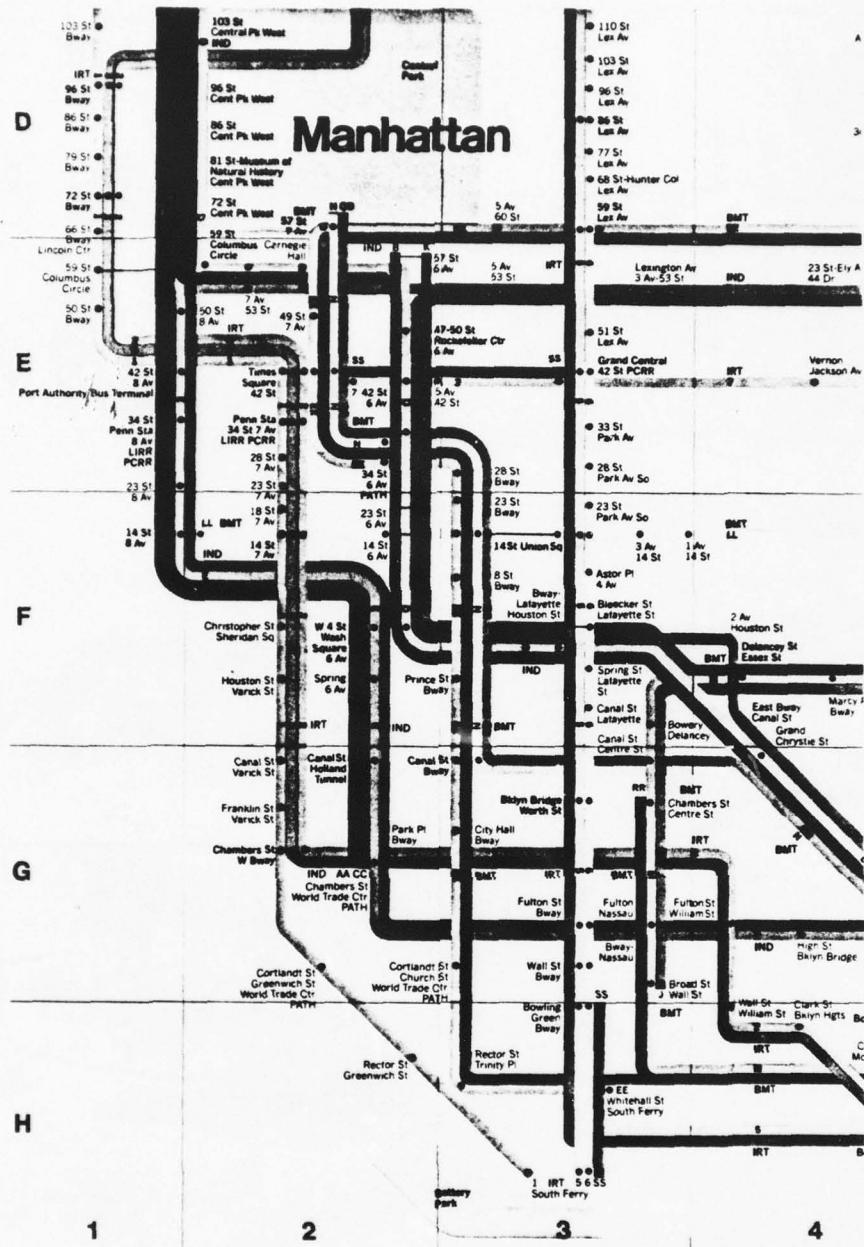 103 St
Bway
IRT
96 St
Bway
86 St
Bway
79 St
Bway
72 St
Bway
66 St
Bway
Lincoln Ctr
59 St
Columbus
Circle
50 St
Bway
103 St
Central Pk West
IND
96 St
Cent Pk West
86 St
Cent Pk West
81 St-Museum of
Natural History
Cent Pk West
72 St
Cent Pk West
59 St
Columbus
Circle
Central
Park
Manhattan
BMT
57 St
7 Av
Carnegie
Hall
IND
B
K
5 Av
60 St
57 St
6 Av
5 Av
53 St
IRT
110 St
Lex Av
103 St
Lex Av
96 St
Lex Av
86 St
Lex Av
77 St
Lex Av
68 St-Hunter Col
Lex Av
59 St
Lex Av
BMT
Lexington Av
3 Av-53 St
IND
23 St-Ely A
44 Dr
D
50 St
8 Av
7 Av
53 St
49 St
7 Av
IRT
47-50 St
Rockefeller Ctr
6 Av
51 St
Lex Av
E
42 St
8 Av
Port Authority/Bus Terminal
Times
Square
42 St
SS
7
42 St
6 Av
5 Av
42 St
SS
Grand Central
42 St PCRR
IRT
Vernon
Jackson Av
34 St
Penn Sta
8 Av
LIRR
PCRR
Penn Sta
34 St 7 Av
LIRR PCRR
BMT
N
34 St
6 Av
PATH
33 St
Park Av
28 St
7 Av
28 St
Bway
28 St
Park Av So
23 St
8 Av
23 St
7 Av
23 St
6 Av
23 St
Bway
23 St
Park Av So
18 St
7 Av
14 St
8 Av
LL BMT
IND
14 St
7 Av
14 St
6 Av
14 St Union Sq
3 Av
14 St
1 Av
14 St
BMT
LL
8 St
Bway
Astor Pl
4 Av
F
Christopher St
Sheridan Sq
W 4 St
Wash
Square
6 Av
Bway-
Lafayette
Houston St
Bleecker St
Lafayette St
2 Av
Houston St
Delancey St
Essex St
BMT
IND
Houston St
Varick St
Spring
6 Av
Prince St
Bway
Spring St
Lafayette
St
Marcy
Bway
IRT
IND
BMT
Canal St
Lafayette
Bowery
Delancey
East Bway
Canal St
Grand
Chrystie St
Canal St
Centre St
Canal St
Varick St
Canal St
Holland
Tunnel
Canal St
Bway
RR
BMT
Bklyn Bridge
Worth St
Chambers St
Centre St
Franklin St
Varick St
Park Pl
Bway
City Hall
Bway
IRT
BMT
G
Chambers St
W Bway
IND AA CC
Chambers St
World Trade Ctr
PATH
BMT
IRT
BMT
Fulton St
Bway
Fulton
Nassau
Fulton St
William St
IND
High St
Bklyn Bridge
Cortlandt St
Greenwich St
World Trade Ctr
PATH
Cortlandt St
Church St
World Trade Ctr
PATH
Wall St
Bway
Bway-
Nassau
J
Broad St
Wall St
BMT
Bowling
Green
Bway
SS
Wall St
William St
Clark St
Bklyn Hgts
IRT
Rector St
Greenwich St
Rector St
Trinity Pl
EE
Whitehall St
South Ferry
BMT
H
5
IRT
1 IRT 5 6 SS
South Ferry
Battery
Park
1 2 3 4